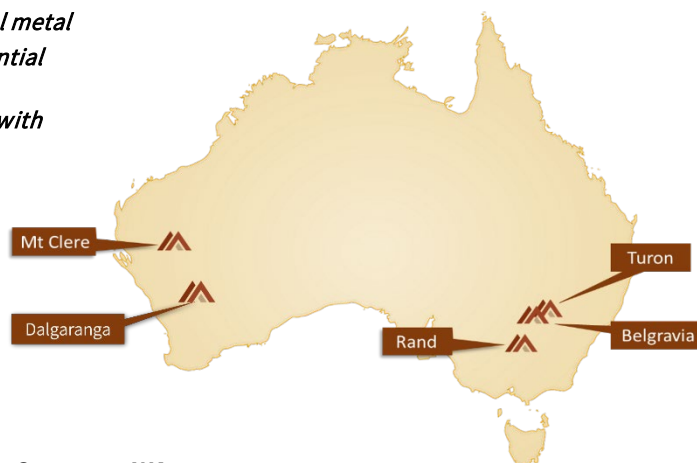 l metal
ntial
with
Mt Clere
Dalgaranga
Turon
Belgravia
Rand